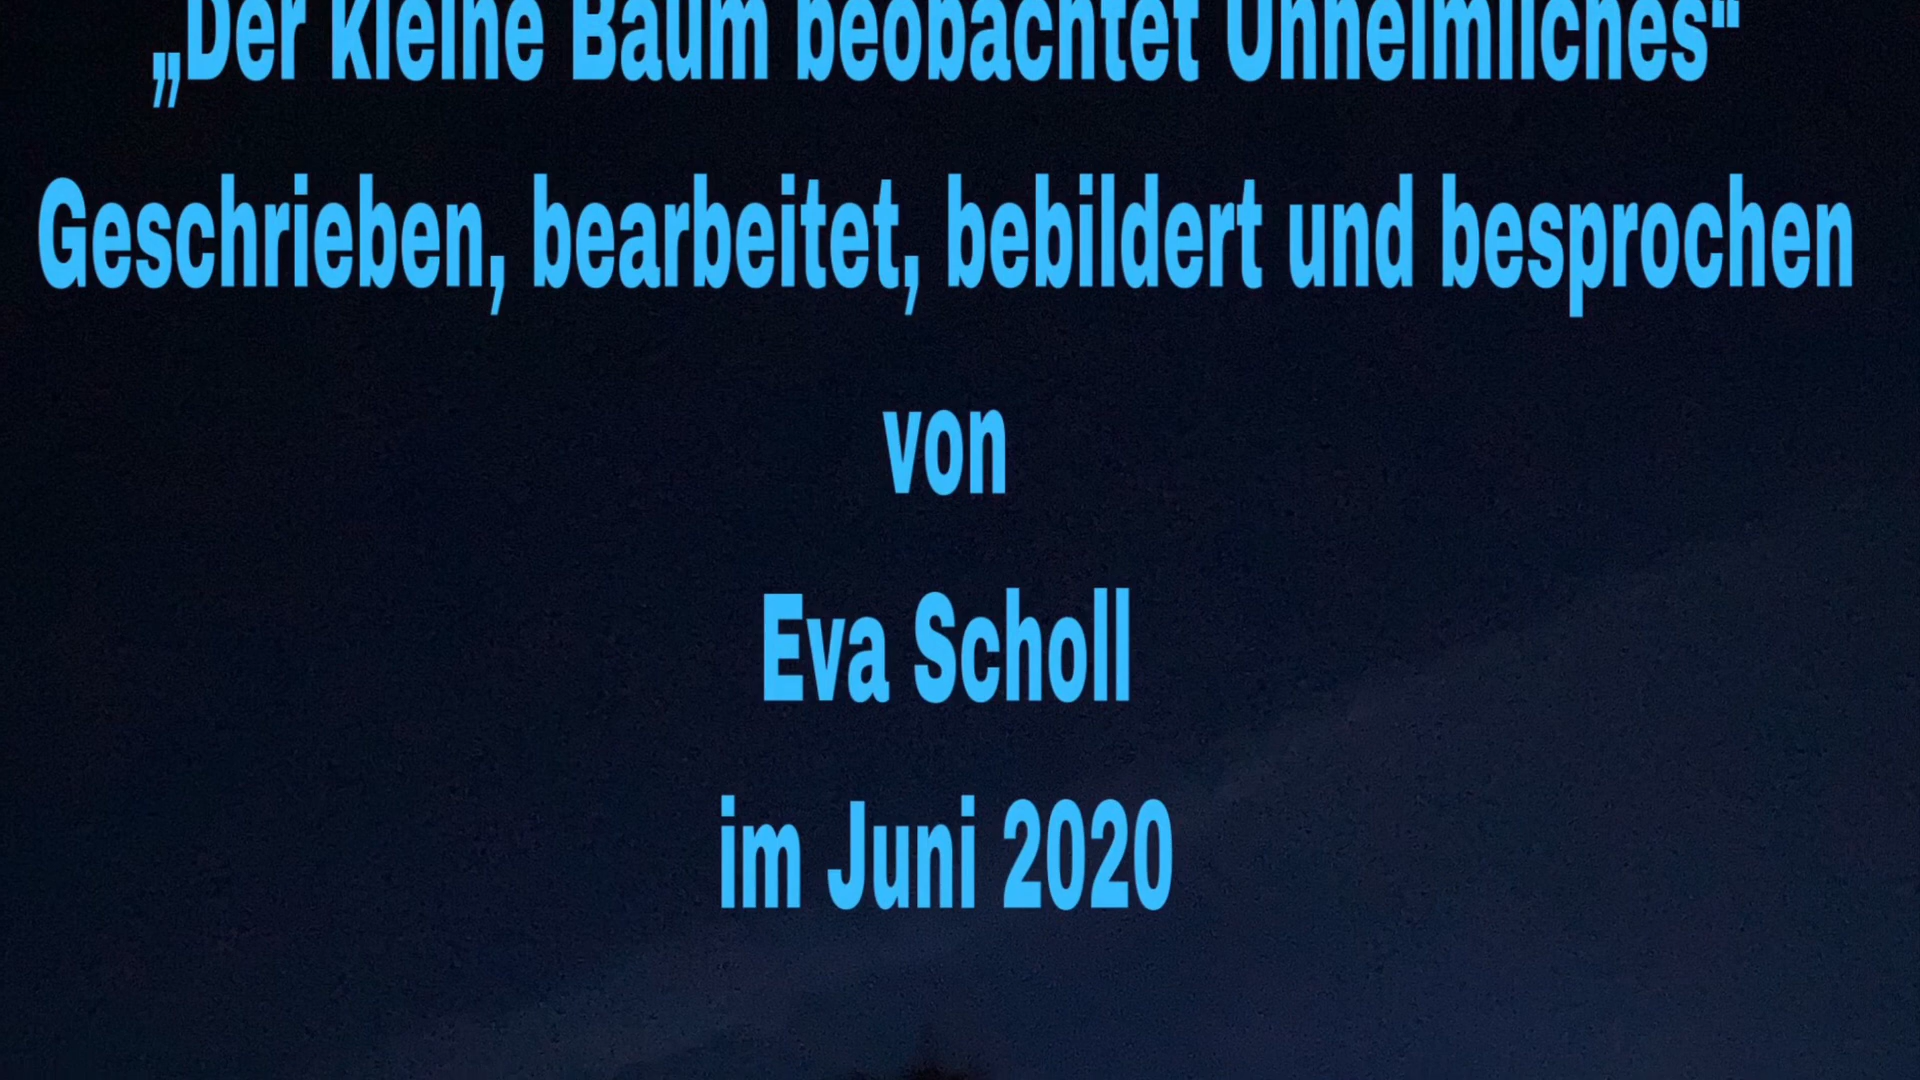 „Der kleine Baum beobachtet Unheimliches“
Geschrieben, bearbeitet, bebildert und besprochen
von
Eva Scholl
im Juni 2020